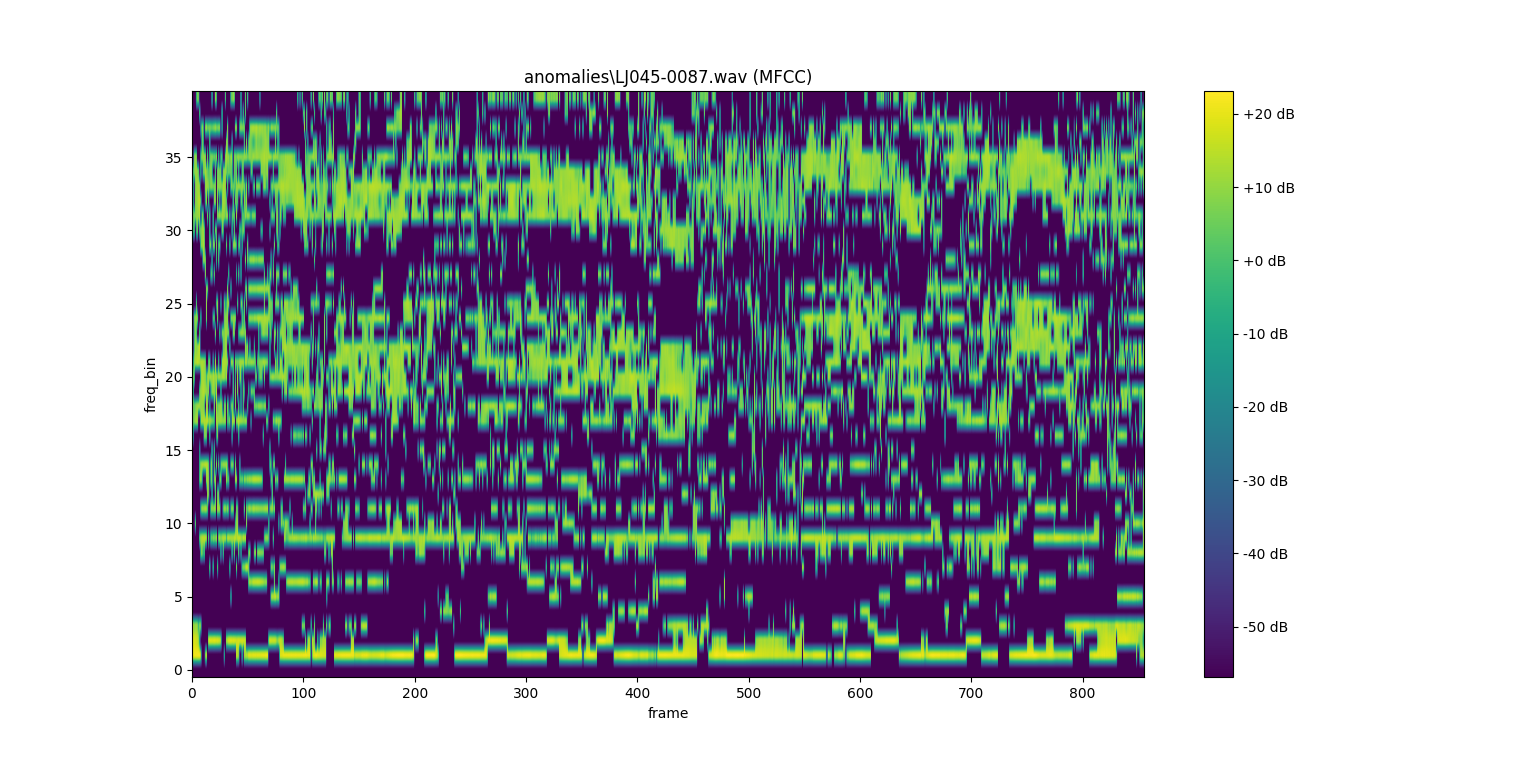 anomalies\LJ045-0087.wav (MFCC)
freq_bin
35
30
25
20
15
10
5
0
0 100 200 300 400 500 600 700 800
frame
+20 dB
+10 dB
+0 dB
-10 dB
-20 dB
-30 dB
-40 dB
-50 dB